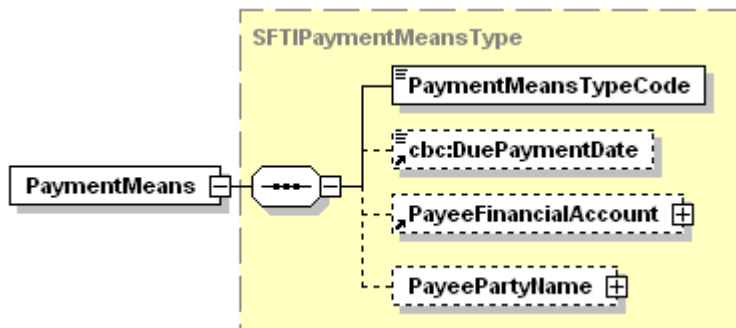 SFTIPaymentMeansType
PaymentMeansTypeCode
cbc:DuePaymentDate
PaymentMeans
PayeeFinancialAccount
PayeePartyName